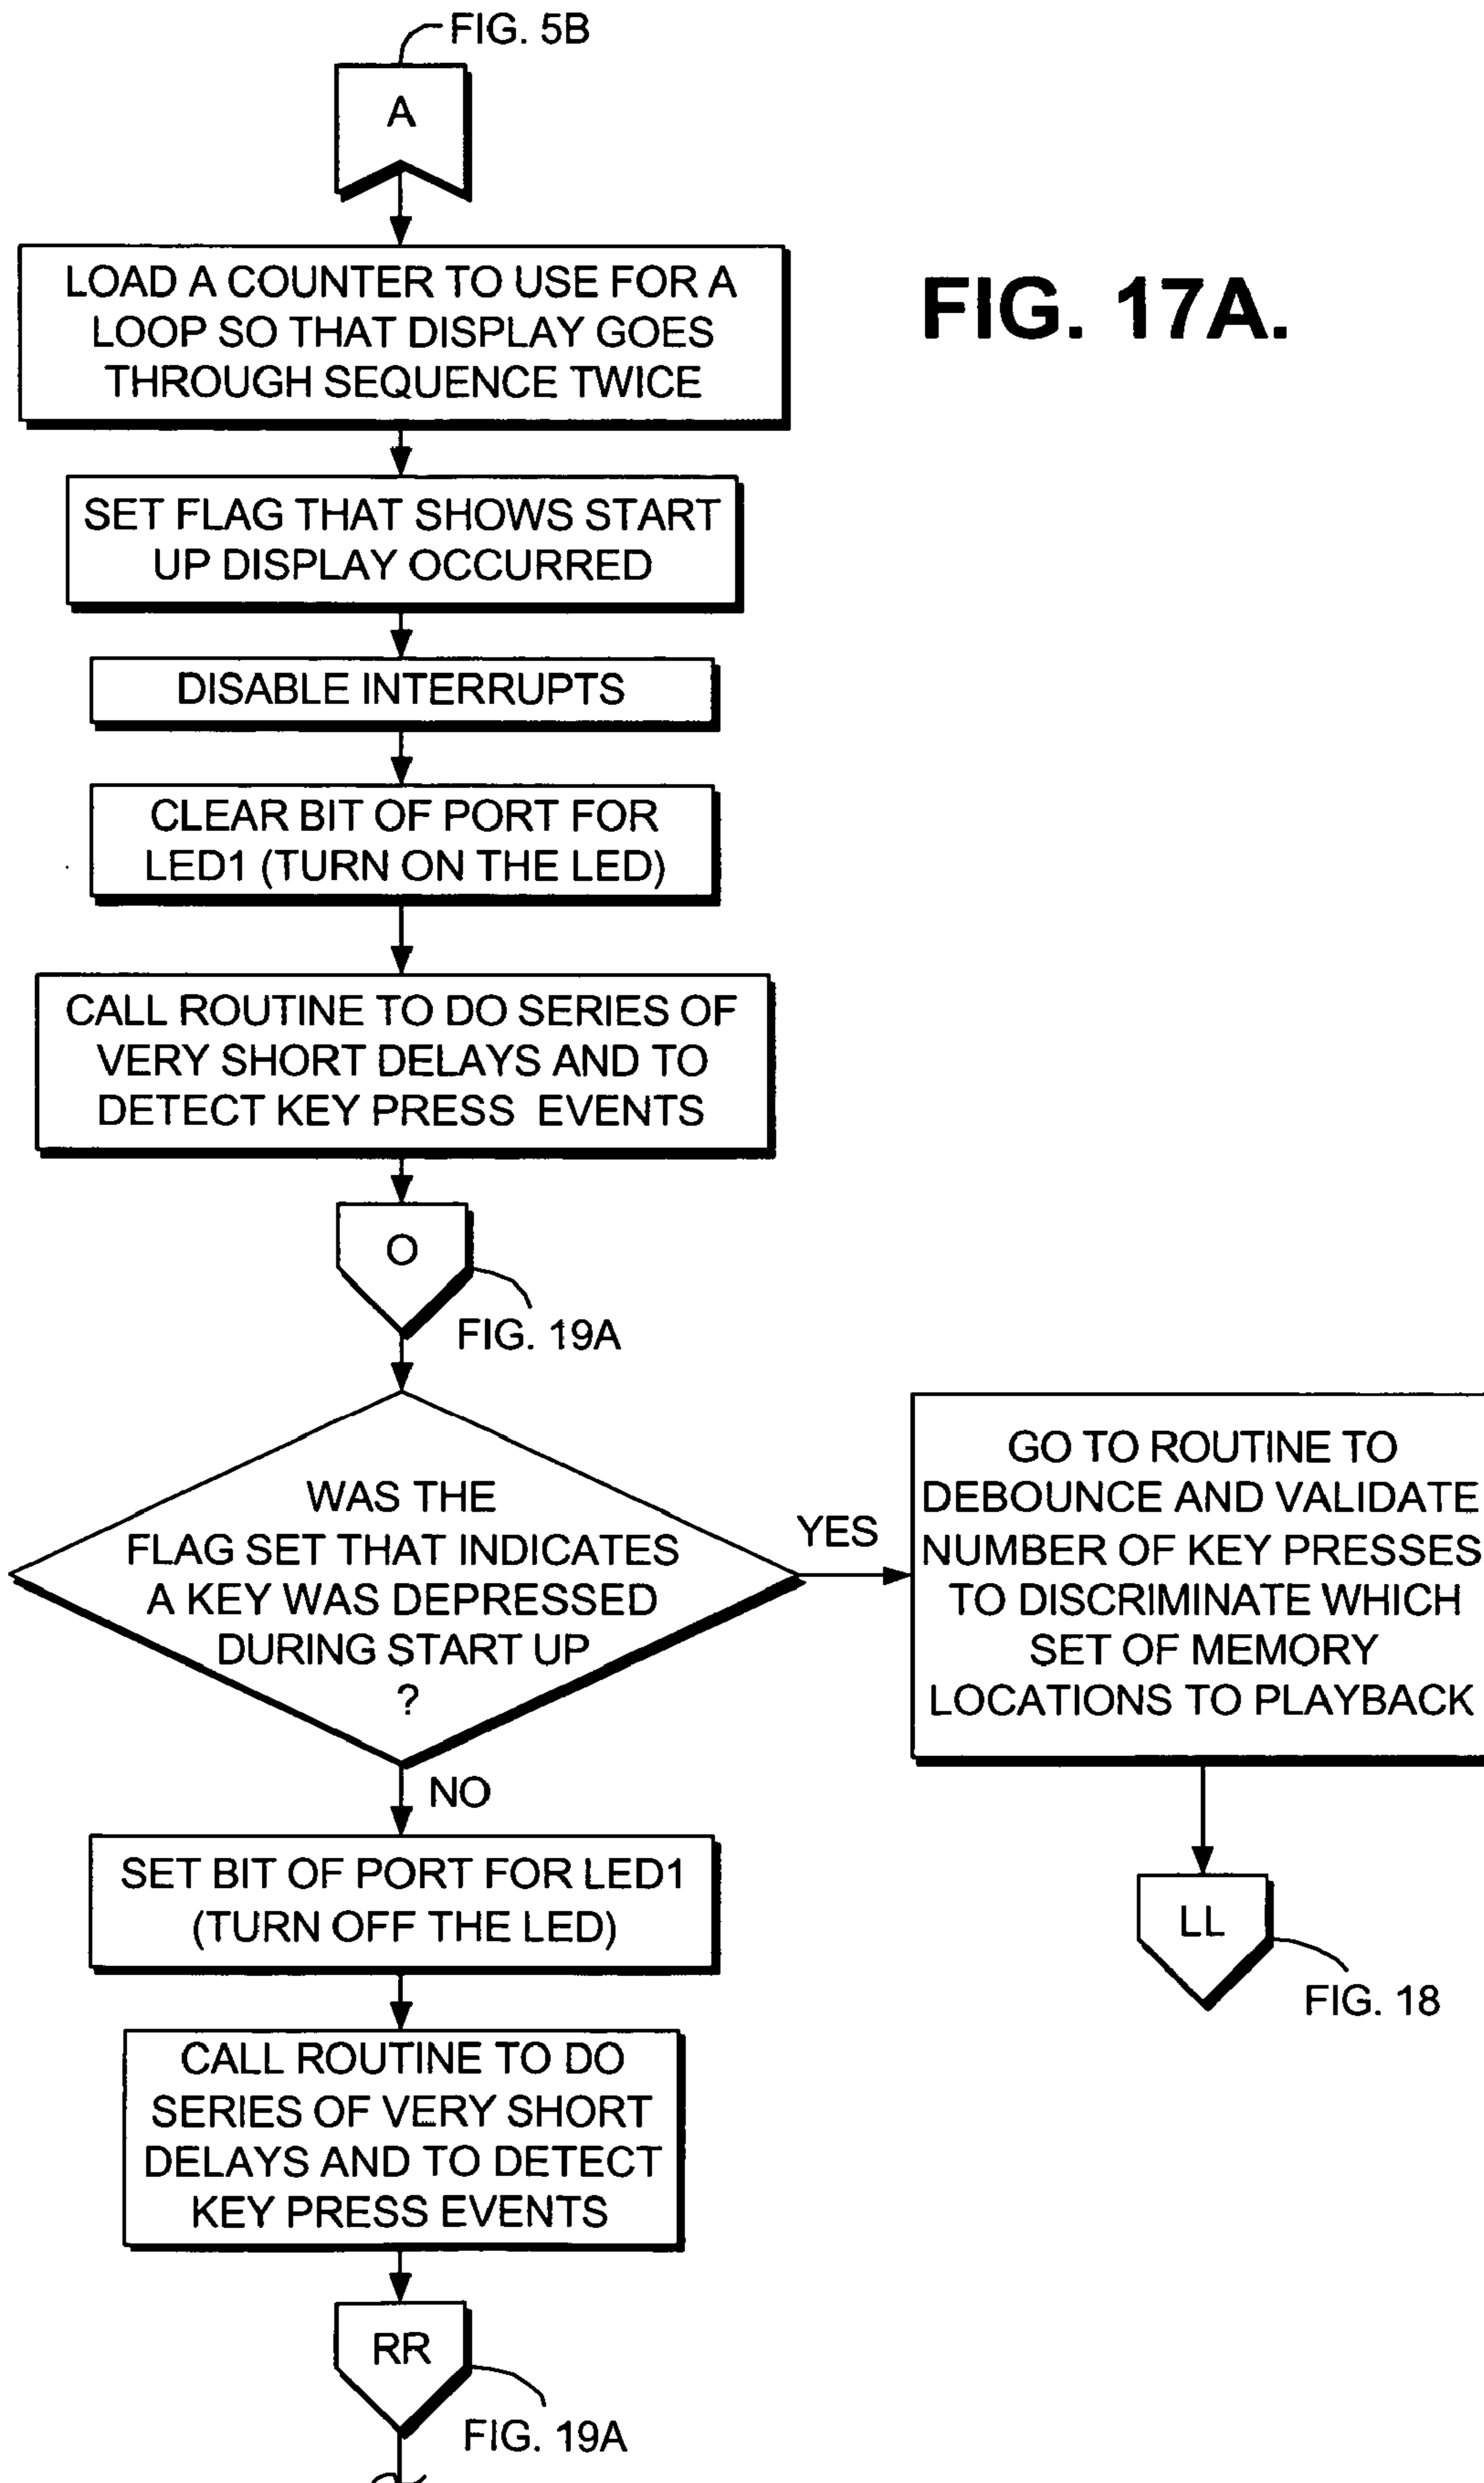 FIG. 5B
A
LOAD A COUNTER TO USE FOR A
LOOP SO THAT DISPLAY GOES
THROUGH SEQUENCE TWICE
FIG. 17A.
SET FLAG THAT SHOWS START
UP DISPLAY OCCURRED
DISABLE INTERRUPTS
CLEAR BIT OF PORT FOR
LED1 (TURN ON THE LED)
CALL ROUTINE TO DO SERIES OF
VERY SHORT DELAYS AND TO
DETECT KEY PRESS EVENTS
O
FIG. 19A
WAS THE
FLAG SET THAT INDICATES
A KEY WAS DEPRESSED
DURING START UP
?
YES
GO TO ROUTINE TO
DEBOUNCE AND VALIDATE
NUMBER OF KEY PRESSES
TO DISCRIMINATE WHICH
SET OF MEMORY
LOCATIONS TO PLAYBACK
LL
FIG. 18
NO
SET BIT OF PORT FOR LED1
(TURN OFF THE LED)
CALL ROUTINE TO DO
SERIES OF VERY SHORT
DELAYS AND TO DETECT
KEY PRESS EVENTS
RR
FIG. 19A